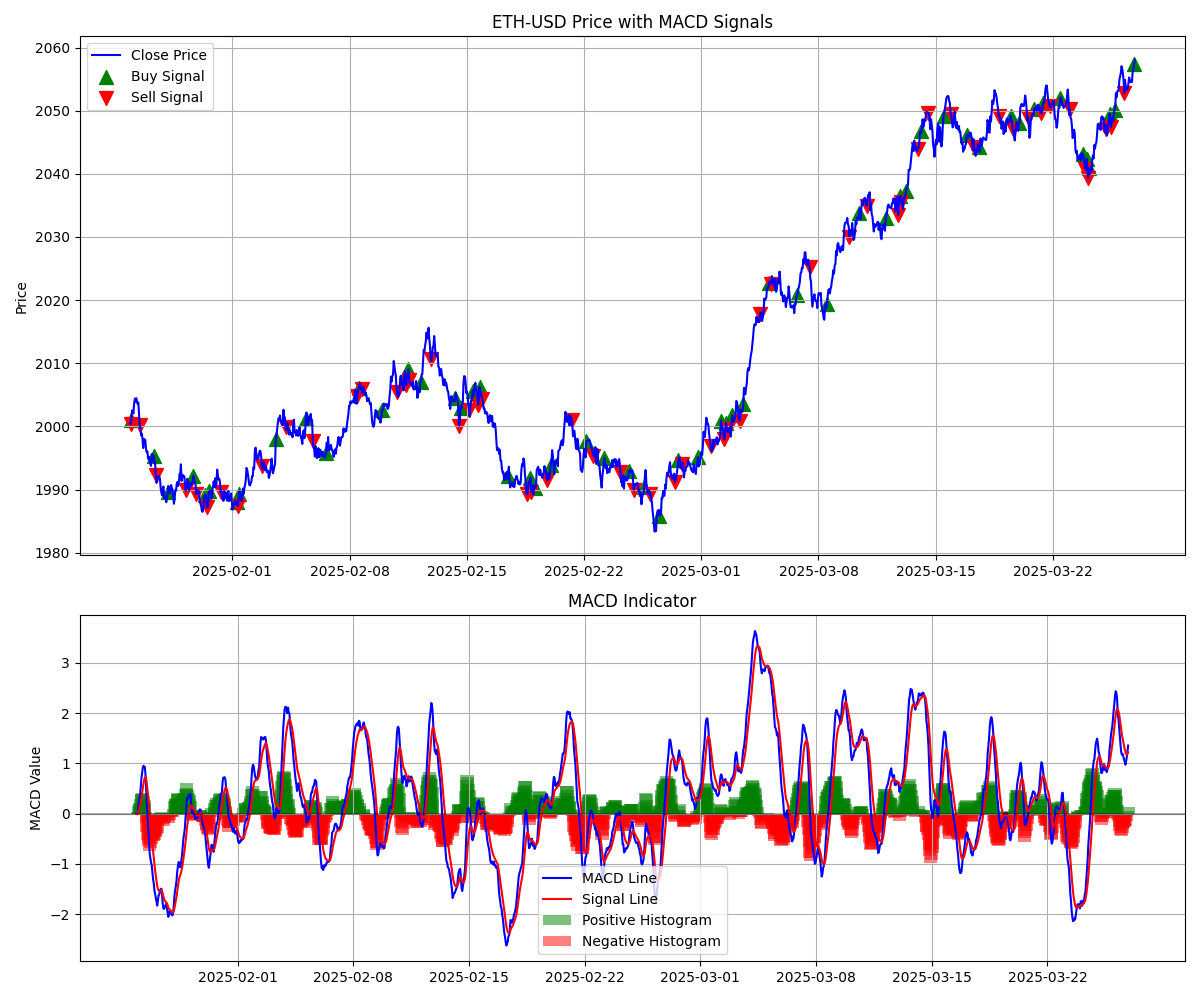 ETH-USD Price with MACD Signals
Close Price
Buy Signal
Sell Signal
Price
2060
2050
2040
2030
2020
2010
2000
1990
1980
2025-02-01 2025-02-08 2025-02-15 2025-02-22 2025-03-01 2025-03-08 2025-03-15 2025-03-22
MACD Indicator
MACD Value
3
2
1
0
−1
−2
MACD Line
Signal Line
Positive Histogram
Negative Histogram
2025-02-01 2025-02-08 2025-02-15 2025-02-22 2025-03-01 2025-03-08 2025-03-15 2025-03-22